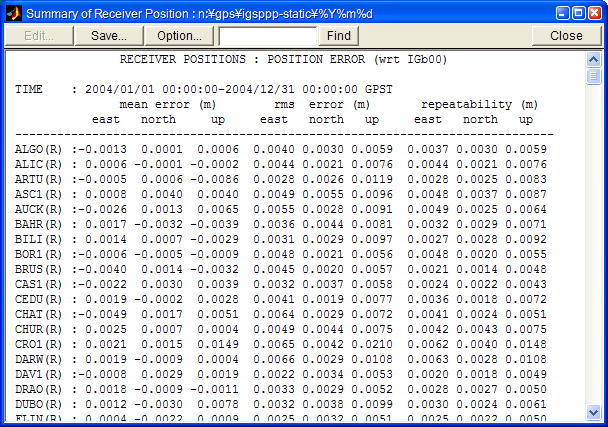 Summary of Receiver Position : n:¥gps¥igsppp-static¥%Y%m%d
Edit... Save... Option... Find Close
RECEIVER POSITIONS : POSITION ERROR (wrt IGb00)
TIME : 2004/01/01 00:00:00-2004/12/31 00:00:00 GPST
mean error (m) rms error (m) repeatability (m)
east north up east north up east north up
--------------------------------------------------------------------------------
ALGO(R) :-0.0013 0.0001 0.0006 0.0040 0.0030 0.0059 0.0037 0.0030 0.0059
ALIC(R) : 0.0006 -0.0001 -0.0002 0.0044 0.0021 0.0076 0.0044 0.0021 0.0076
ARTU(R) :-0.0005 0.0006 -0.0086 0.0028 0.0026 0.0119 0.0028 0.0025 0.0083
ASC1(R) : 0.0008 0.0040 0.0040 0.0049 0.0055 0.0096 0.0048 0.0037 0.0087
AUCK(R) :-0.0026 0.0013 0.0065 0.0055 0.0028 0.0091 0.0049 0.0025 0.0064
BAHR(R) : 0.0017 -0.0032 -0.0039 0.0036 0.0044 0.0081 0.0032 0.0029 0.0071
BILI(R) : 0.0014 0.0007 -0.0029 0.0031 0.0029 0.0097 0.0027 0.0028 0.0092
BOR1(R) :-0.0006 -0.0005 -0.0009 0.0048 0.0021 0.0056 0.0048 0.0020 0.0055
BRUS(R) :-0.0040 0.0014 -0.0032 0.0045 0.0020 0.0057 0.0021 0.0014 0.0048
CAS1(R) :-0.0022 0.0030 0.0039 0.0032 0.0037 0.0058 0.0024 0.0022 0.0043
CEDU(R) : 0.0019 -0.0002 0.0028 0.0041 0.0019 0.0077 0.0036 0.0018 0.0072
CHAT(R) :-0.0049 0.0017 0.0051 0.0064 0.0029 0.0072 0.0041 0.0024 0.0051
CHUR(R) : 0.0025 0.0007 0.0004 0.0049 0.0044 0.0075 0.0042 0.0043 0.0075
CRO1(R) : 0.0021 0.0015 0.0149 0.0065 0.0042 0.0210 0.0062 0.0040 0.0148
DARW(R) : 0.0019 -0.0009 0.0004 0.0066 0.0029 0.0108 0.0063 0.0028 0.0108
DAV1(R) :-0.0008 0.0029 0.0019 0.0022 0.0034 0.0053 0.0020 0.0018 0.0049
DRAO(R) : 0.0018 -0.0009 -0.0011 0.0033 0.0029 0.0052 0.0028 0.0027 0.0050
DUBO(R) : 0.0012 -0.0030 0.0078 0.0032 0.0038 0.0099 0.0030 0.0024 0.0061
FLIN(R) : 0.0004 -0.0022 0.0009 0.0025 0.0032 0.0051 0.0025 0.0022 0.0050